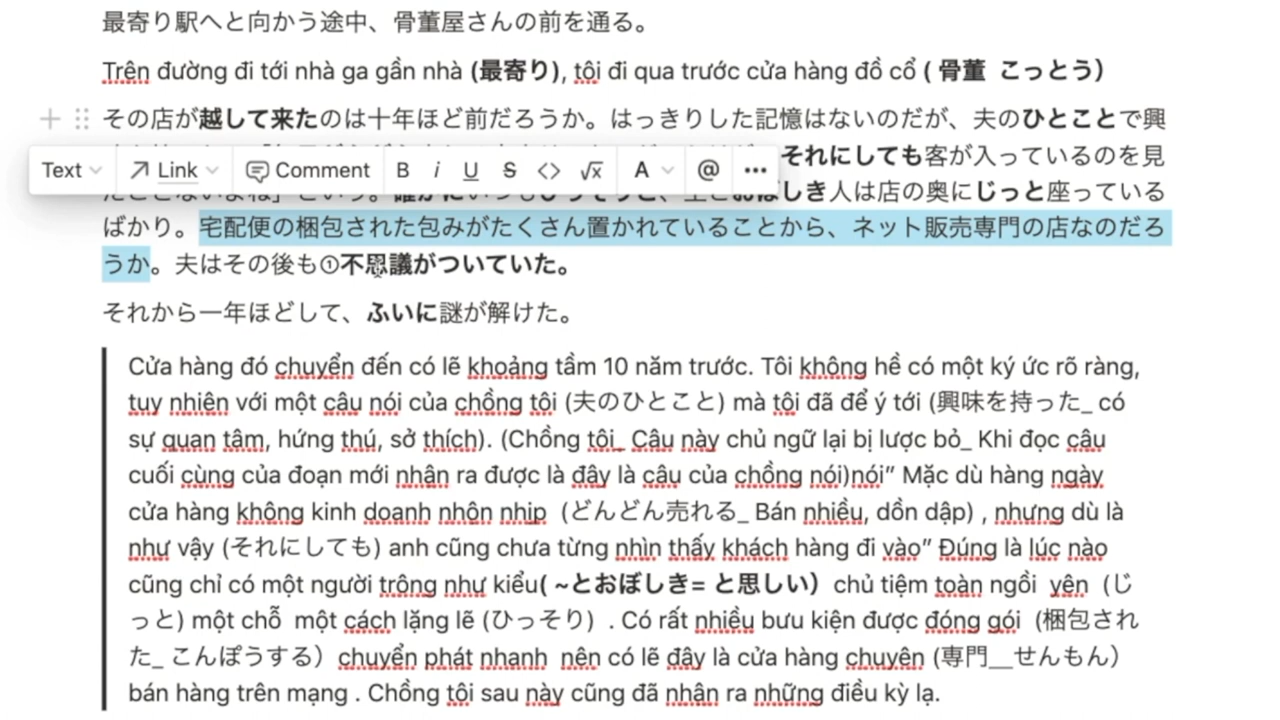 最寄り駅へと向かう途中、骨董屋さんの前を通る。
Trên đường đi tới nhà ga gần nhà (最寄り), tôi đi qua trước cửa hàng đồ cổ ( 骨董 こっとう）
その店が越して来たのは十年ほど前だろうか。はっきりした記憶はないのだが、夫のひとことで興
それにしても客が入っているのを見
Text Link Comment B i U S <> √x A @ •••
しき人は店の奥にじっと座っている
ばかり。宅配便の梱包された包みがたくさん置かれていることから、ネット販売専門の店なのだろ
うか。夫はその後も①不思議がついていた。
それから一年ほどして、ふいに謎が解けた。
Cửa hàng đó chuyển đến có lẽ khoảng tầm 10 năm trước. Tôi không hề có một ký ức rõ ràng,
tuy nhiên với một câu nói của chồng tôi (夫のひとこと) mà tôi đã để ý tới (興味を持った_ có
sự quan tâm, hứng thú, sở thích). (Chồng tôi_ Câu này chủ ngữ lại bị lược bỏ_ Khi đọc câu
cuối cùng của đoạn mới nhận ra được là đây là câu của chồng nói)nói” Mặc dù hàng ngày
cửa hàng không kinh doanh nhộn nhịp (どんどん売れる_ Bán nhiều, dồn dập) , nhưng dù là
như vậy (それにしても) anh cũng chưa từng nhìn thấy khách hàng đi vào” Đúng là lúc nào
cũng chỉ có một người trông như kiểu( ~とおぼしき= と思しい）chủ tiệm toàn ngồi yên（じ
っと) một chỗ một cách lặng lẽ (ひっそり) . Có rất nhiều bưu kiện được đóng gói（梱包され
た_ こんぽうする）chuyển phát nhanh nên có lẽ đây là cửa hàng chuyên (専門__せんもん）
bán hàng trên mạng . Chồng tôi sau này cũng đã nhận ra những điều kỳ lạ.